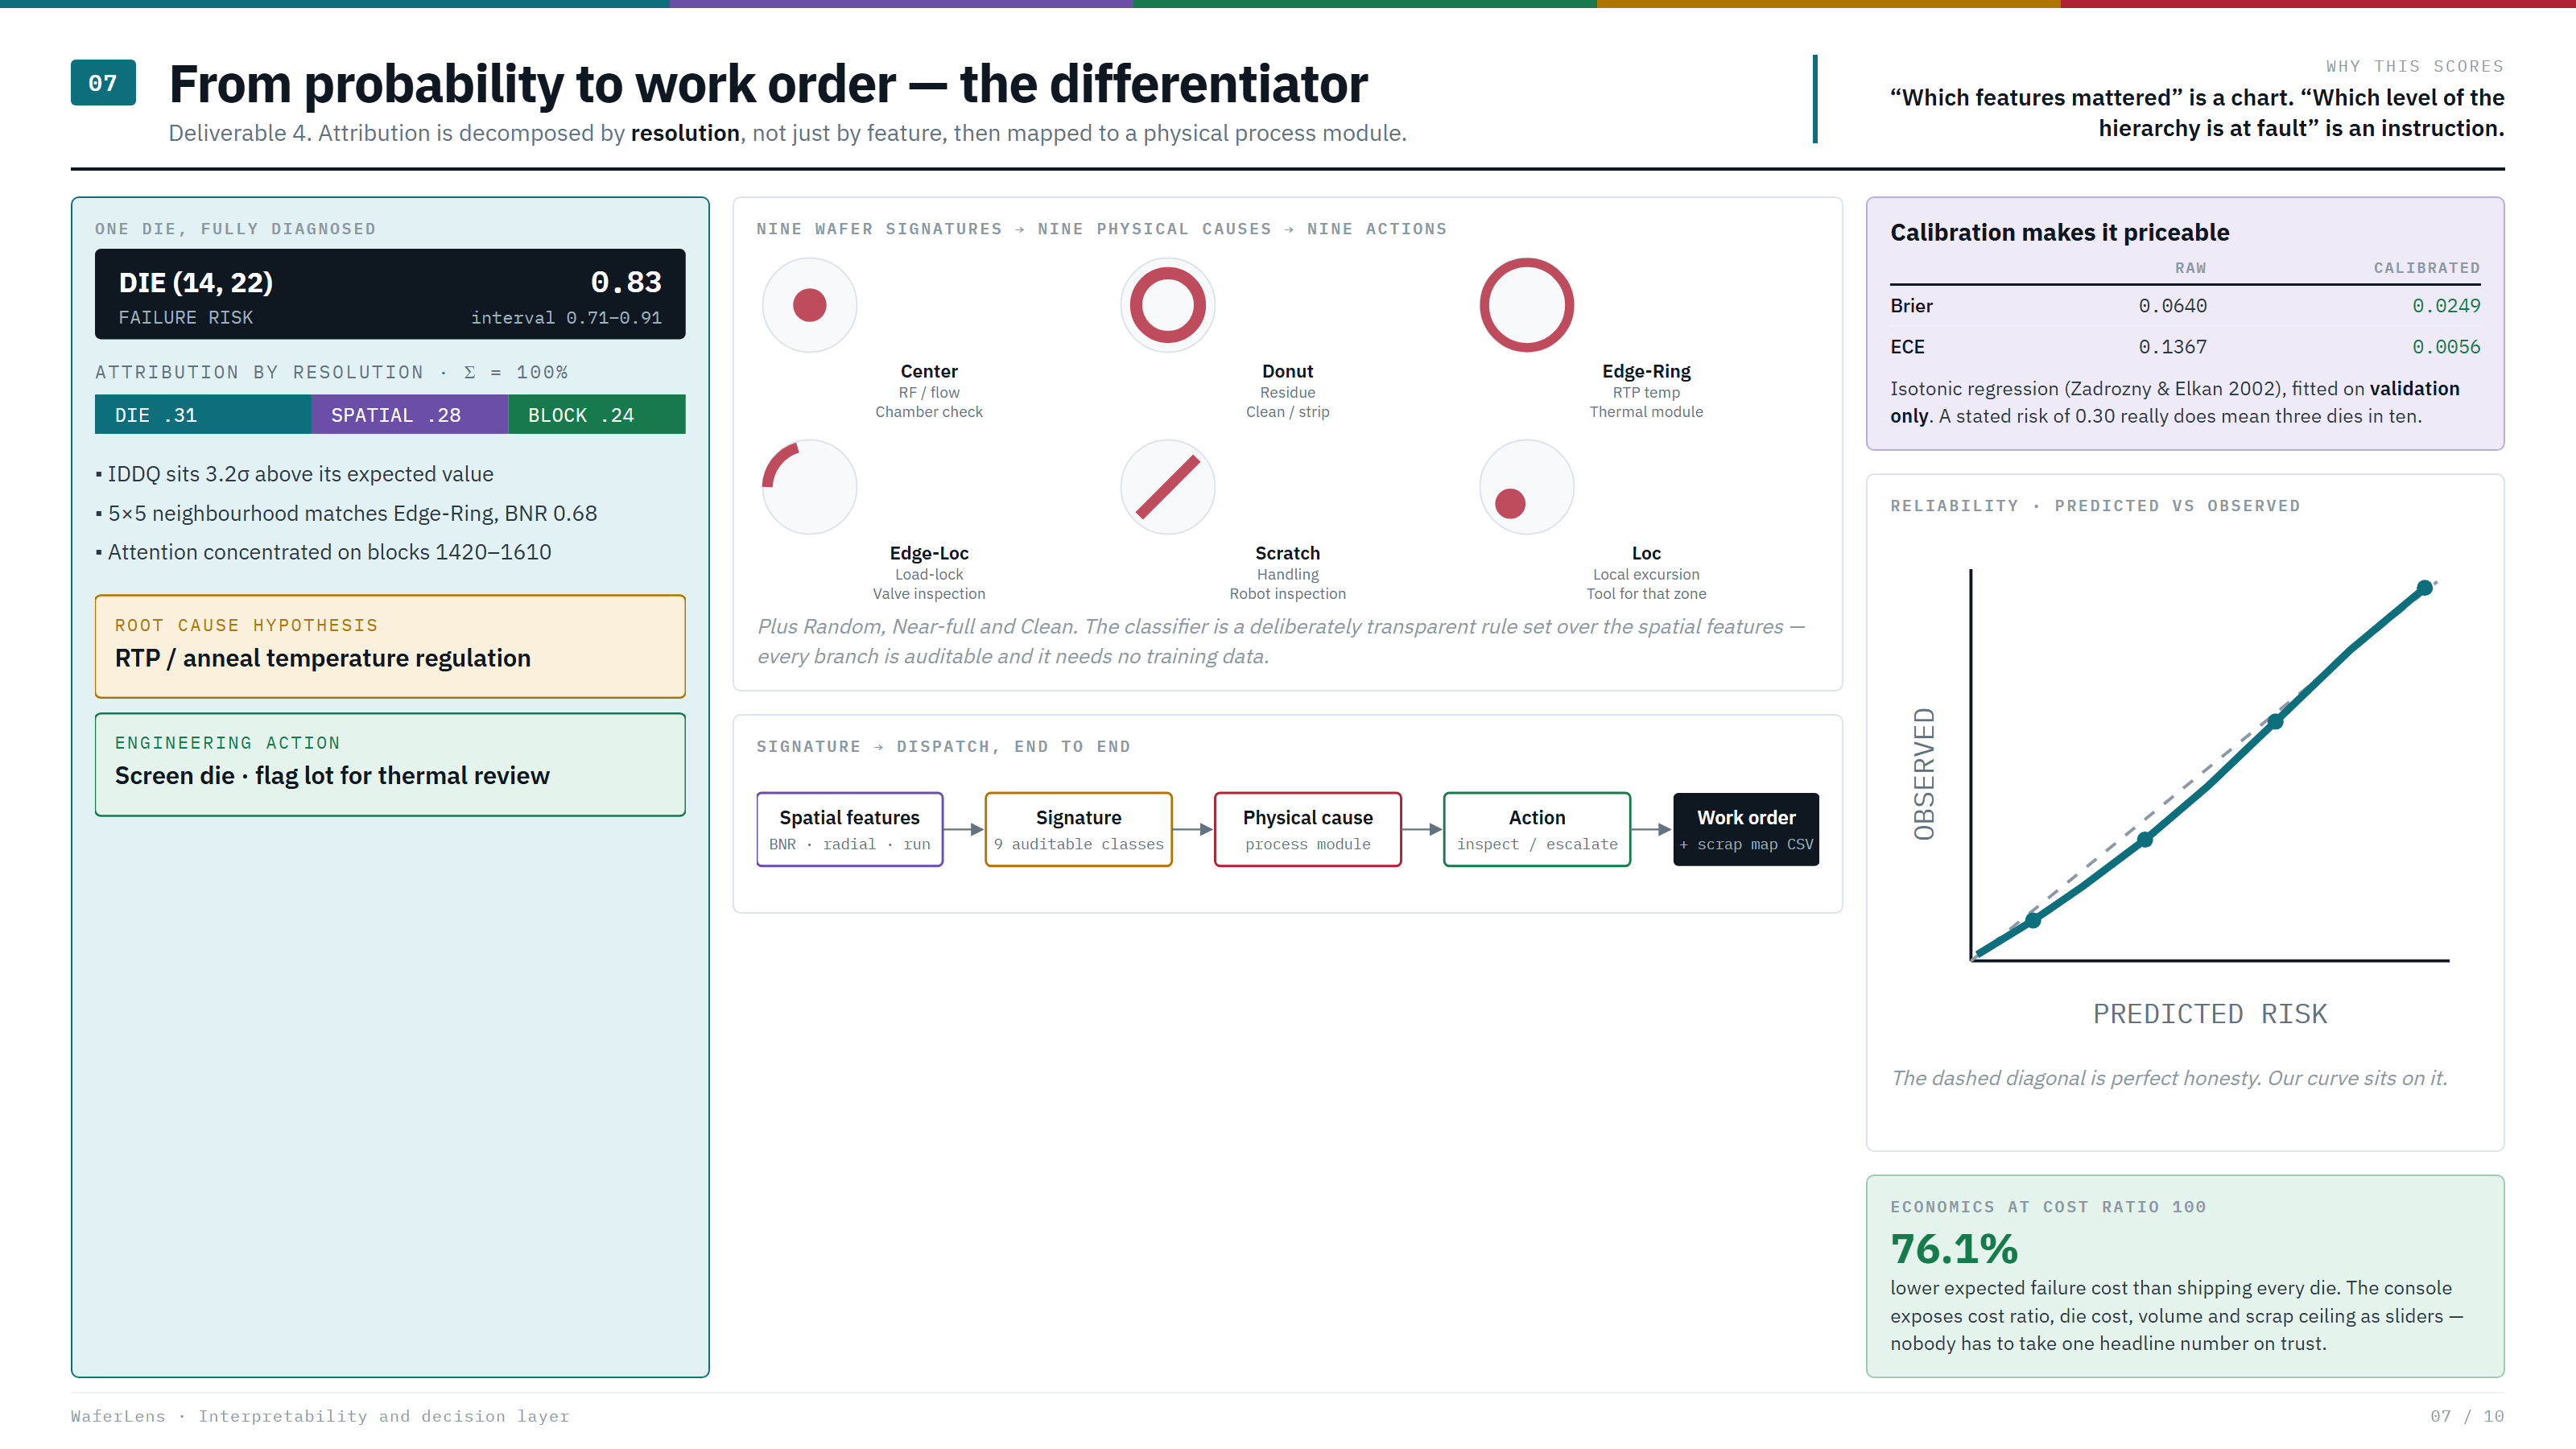 07
From probability to work order — the differentiator
Deliverable 4. Attribution is decomposed by resolution, not just by feature, then mapped to a physical process module.
WHY THIS SCORES
“Which features mattered” is a chart. “Which level of the
hierarchy is at fault” is an instruction.
ONE DIE, FULLY DIAGNOSED
DIE (14, 22)
0.83
FAILURE RISK
interval 0.71–0.91
ATTRIBUTION BY RESOLUTION · Σ = 100%
DIE .31
SPATIAL .28
BLOCK .24
▪ IDDQ sits 3.2σ above its expected value
▪ 5×5 neighbourhood matches Edge-Ring, BNR 0.68
▪ Attention concentrated on blocks 1420–1610
ROOT CAUSE HYPOTHESIS
RTP / anneal temperature regulation
ENGINEERING ACTION
Screen die · flag lot for thermal review
NINE WAFER SIGNATURES → NINE PHYSICAL CAUSES → NINE ACTIONS
Center
RF / flow
Chamber check
Donut
Residue
Clean / strip
Edge-Ring
RTP temp
Thermal module
Edge-Loc
Load-lock
Valve inspection
Scratch
Handling
Robot inspection
Loc
Local excursion
Tool for that zone
Plus Random, Near-full and Clean. The classifier is a deliberately transparent rule set over the spatial features —
every branch is auditable and it needs no training data.
SIGNATURE → DISPATCH, END TO END
Spatial features
BNR · radial · run
Signature
9 auditable classes
Physical cause
process module
Action
inspect / escalate
Work order
+ scrap map CSV
Calibration makes it priceable
RAW
CALIBRATED
Brier
0.0640
0.0249
ECE
0.1367
0.0056
Isotonic regression (Zadrozny & Elkan 2002), fitted on validation
only. A stated risk of 0.30 really does mean three dies in ten.
RELIABILITY · PREDICTED VS OBSERVED
OBSERVED
PREDICTED RISK
The dashed diagonal is perfect honesty. Our curve sits on it.
ECONOMICS AT COST RATIO 100
76.1%
lower expected failure cost than shipping every die. The console
exposes cost ratio, die cost, volume and scrap ceiling as sliders —
nobody has to take one headline number on trust.
WaferLens · Interpretability and decision layer
07 / 10